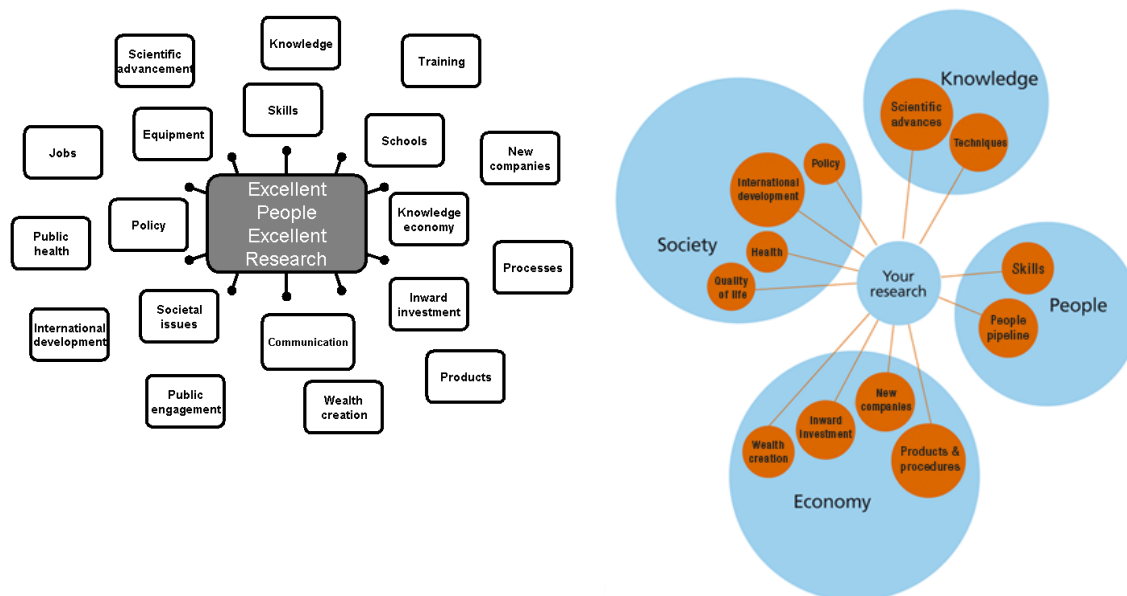 Knowledge
Scientific
advancement
Training
Skills
Equipment
Schools
Jobs
New
companies
Excellent
People
Excellent
Research
Policy
Knowledge
economy
Public
health
Processes
Societal
issues
Inward
investment
International
development
Communication
Products
Public
engagement
Wealth
creation
Knowledge
Scientific
advances
Techniques
Society
Policy
International
development
Health
Quality
of life
Your
research
People
Skills
People
pipeline
Economy
New
companies
Inward
investment
Wealth
creation
Products &
procedures